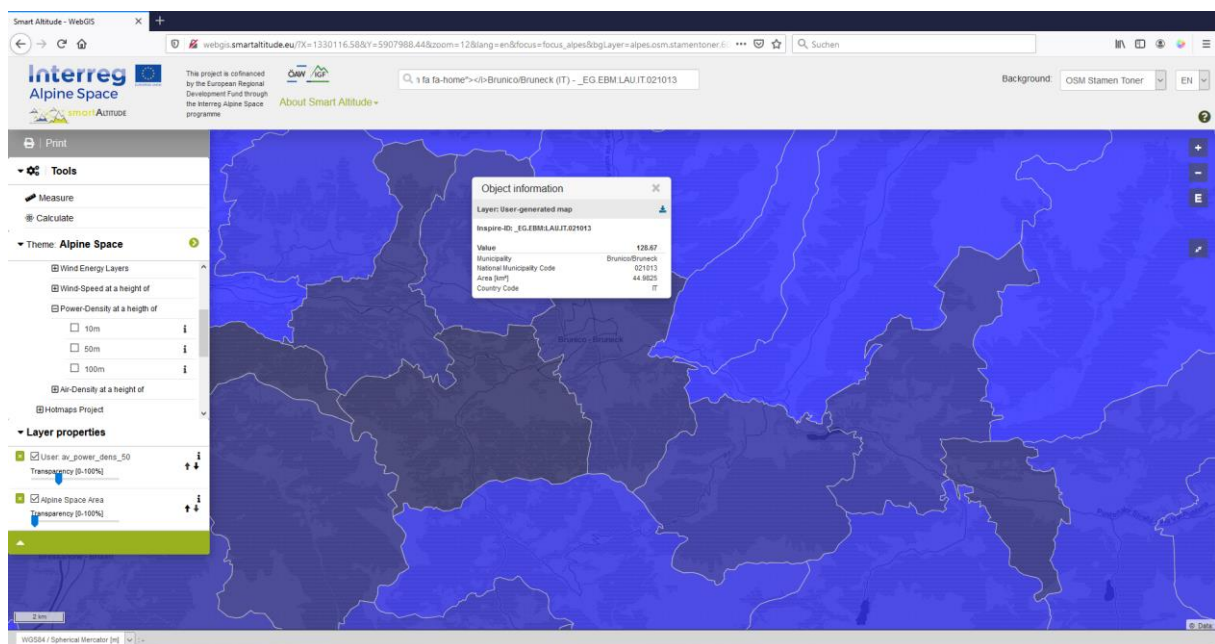 Smart Altitude - WebGIS
webgis.smartaltitude.eu/?X=1330116.58&Y=5907988.44&zoom=12&lang=en&focus=focus_alpes&bgLayer=alpes.osm.stamentoner.
Suchen
Interreg
Alpine Space
smartAltitude
This project is cofinanced
by the European Regional
Development Fund through
the Interreg Alpine Space
programme
ÖAW IGF
About Smart Altitude
fa fa-home"></i>Brunico/Bruneck (IT) - _EG.EBM:LAU.IT.021013
Background:
OSM Stamen Toner
EN
Print
Tools
Measure
Calculate
Theme: Alpine Space
Wind Energy Layers
Wind-Speed at a height of
Power-Density at a heigth of
10m
50m
100m
Air-Density at a height of
Hotmaps Project
Layer properties
User: av_power_dens_50
Transparency [0-100%]
Alpine Space Area
Transparency [0-100%]
Object information
Layer: User-generated map
Inspire-ID: _EG.EBM:LAU.IT.021013
Value 128.67
Municipality Brunico/Bruneck
National Municipality Code 021013
Area [km²] 44.9825
Country Code IT
Brunico - Bruneck
E
2 km
© Data
WGS84 / Spherical Mercator [m]